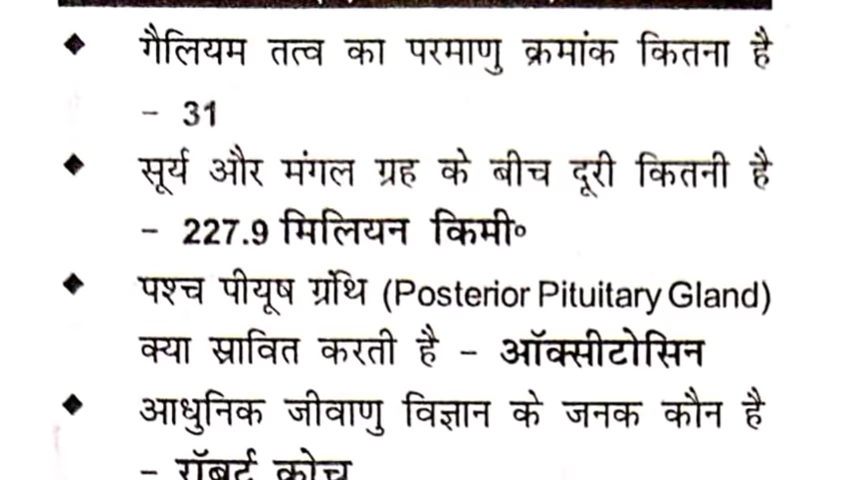 ◆ गैलियम तत्व का परमाणु क्रमांक कितना है
– 31
◆ सूर्य और मंगल ग्रह के बीच दूरी कितनी है
– 227.9 मिलियन किमी॰
◆ पश्च पीयूष ग्रंथि (Posterior Pituitary Gland)
क्या स्रावित करती है – ऑक्सीटोसिन
◆ आधुनिक जीवाणु विज्ञान के जनक कौन है
– रॉबर्ट कोच